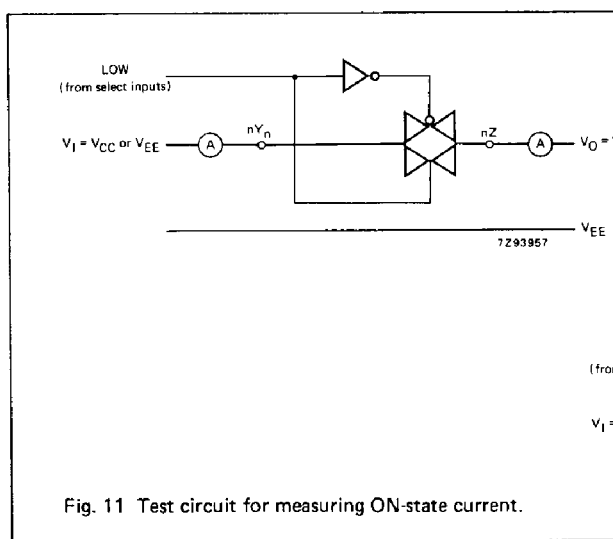 LOW
(from select inputs)
V_I = V_CC or V_EE
A
nY_n
nZ
A
V_O =
V_EE
7Z93957
(from
V_I =
Fig. 11 Test circuit for measuring ON-state current.